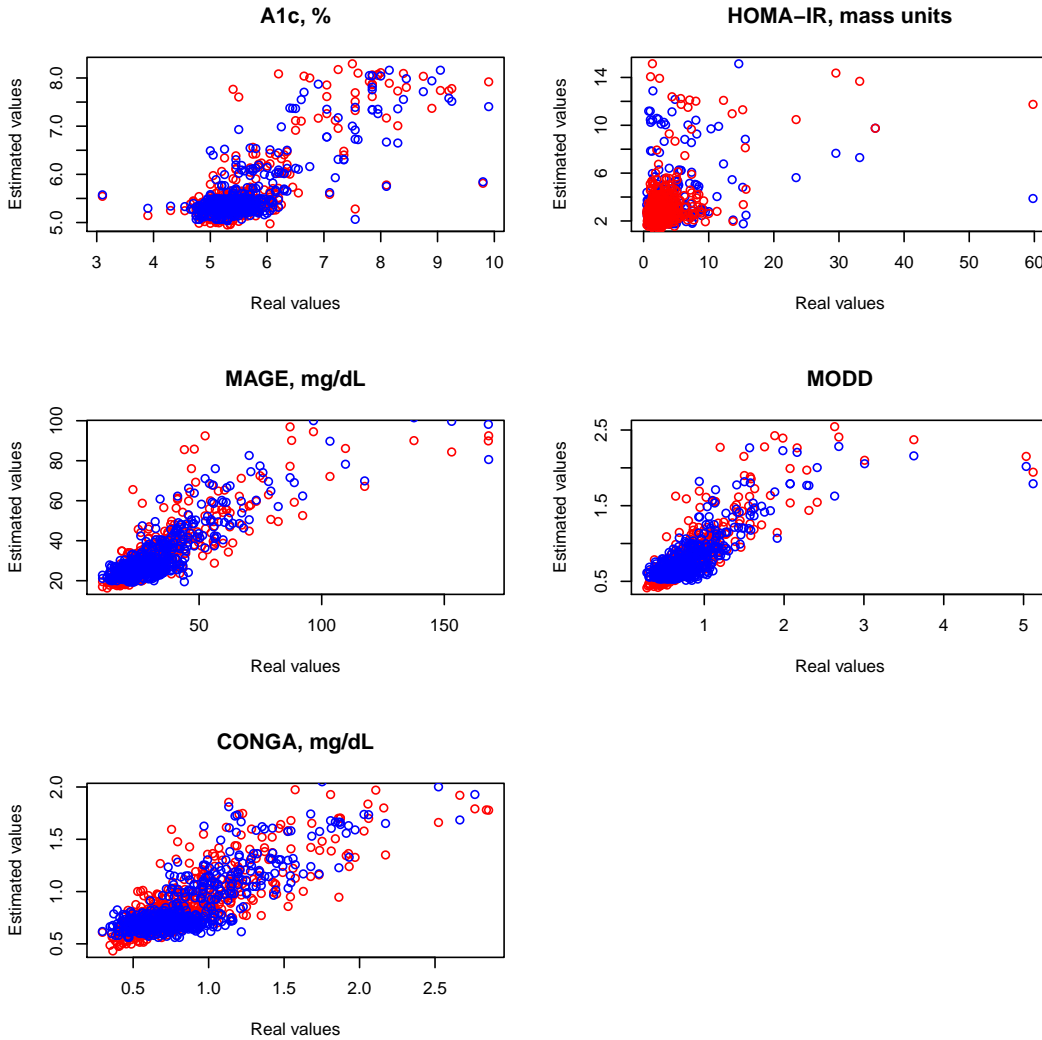 A1c, %
Estimated values
8.0
7.0
6.0
5.0
3 4 5 6 7 8 9 10
Real values
HOMA−IR, mass units
Estimated values
14
10
6
2
0 10 20 30 40 50 60
Real values
MAGE, mg/dL
Estimated values
100
80
60
40
20
50 100 150
Real values
MODD
Estimated values
2.5
1.5
0.5
1 2 3 4 5
Real values
CONGA, mg/dL
Estimated values
2.0
1.5
1.0
0.5
0.5 1.0 1.5 2.0 2.5
Real values